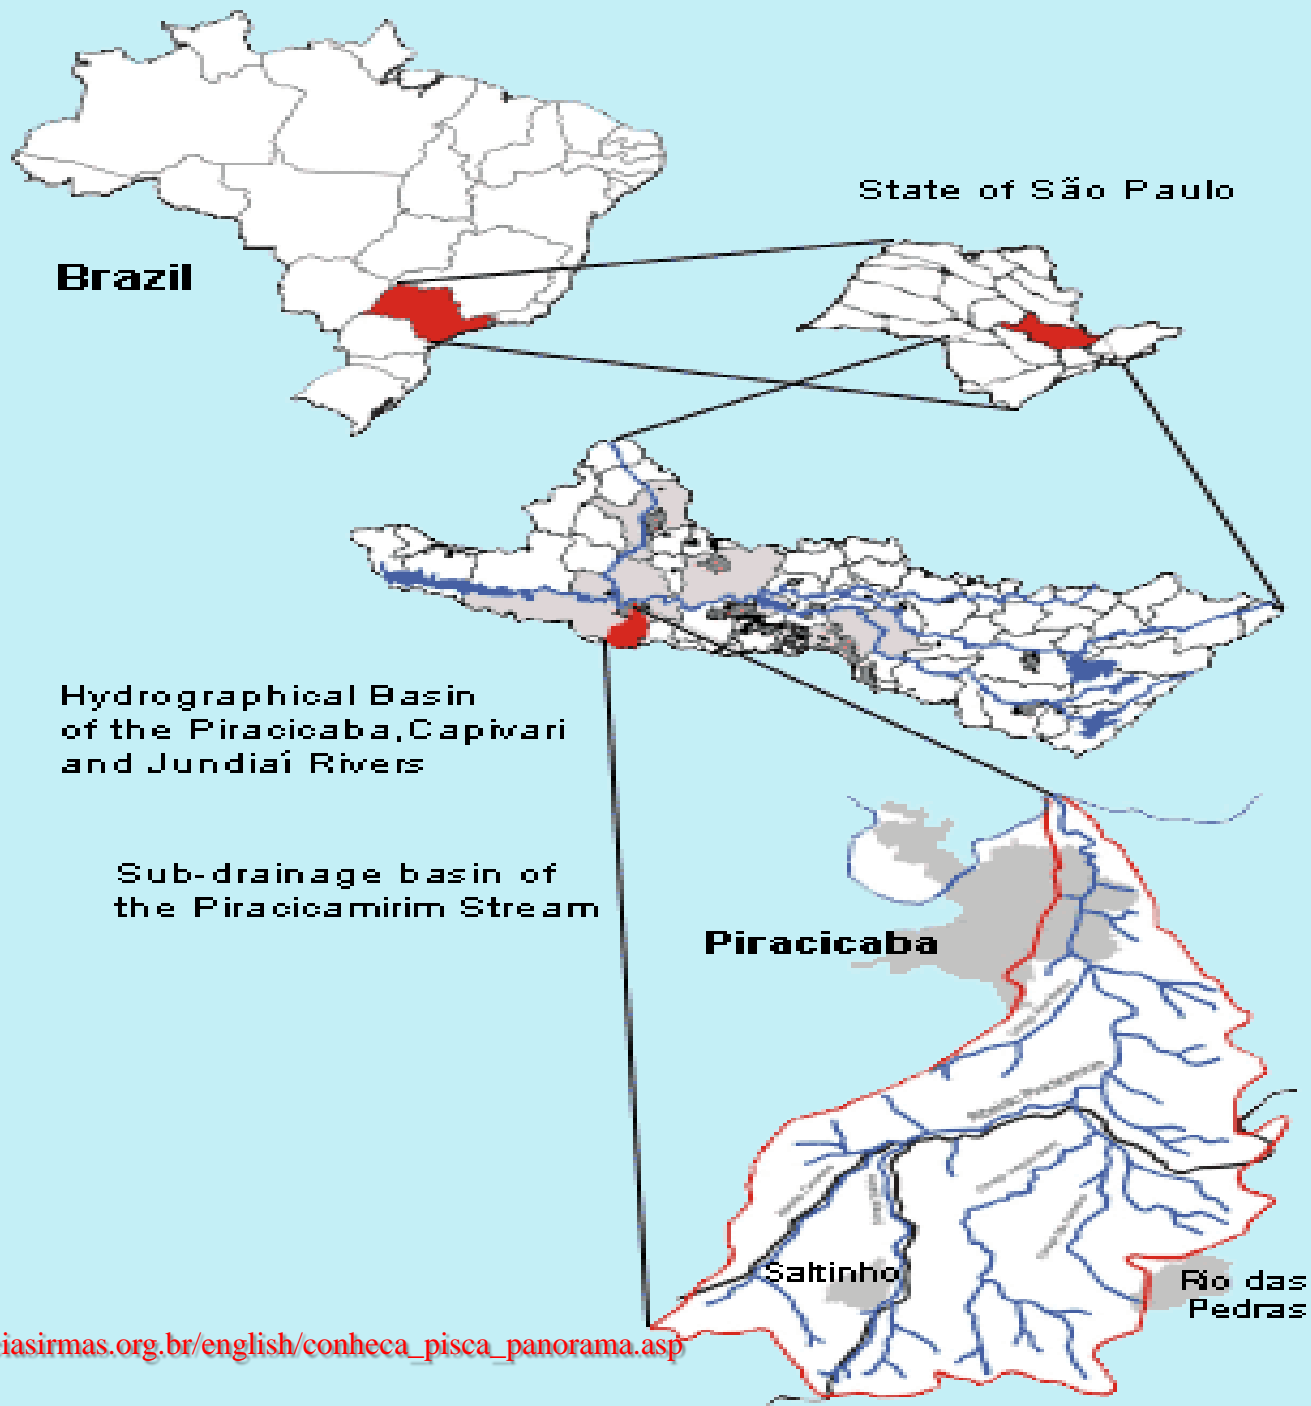 State of São Paulo
Brazil
Hydrographical Basin
of the Piracicaba, Capivari
and Jundiaí Rivers
Sub-drainage basin of
the Piracicamirim Stream
Piracicaba
Saltinho
Rio das
Pedras
iasirmas.org.br/english/conheca_pisca_panorama.asp